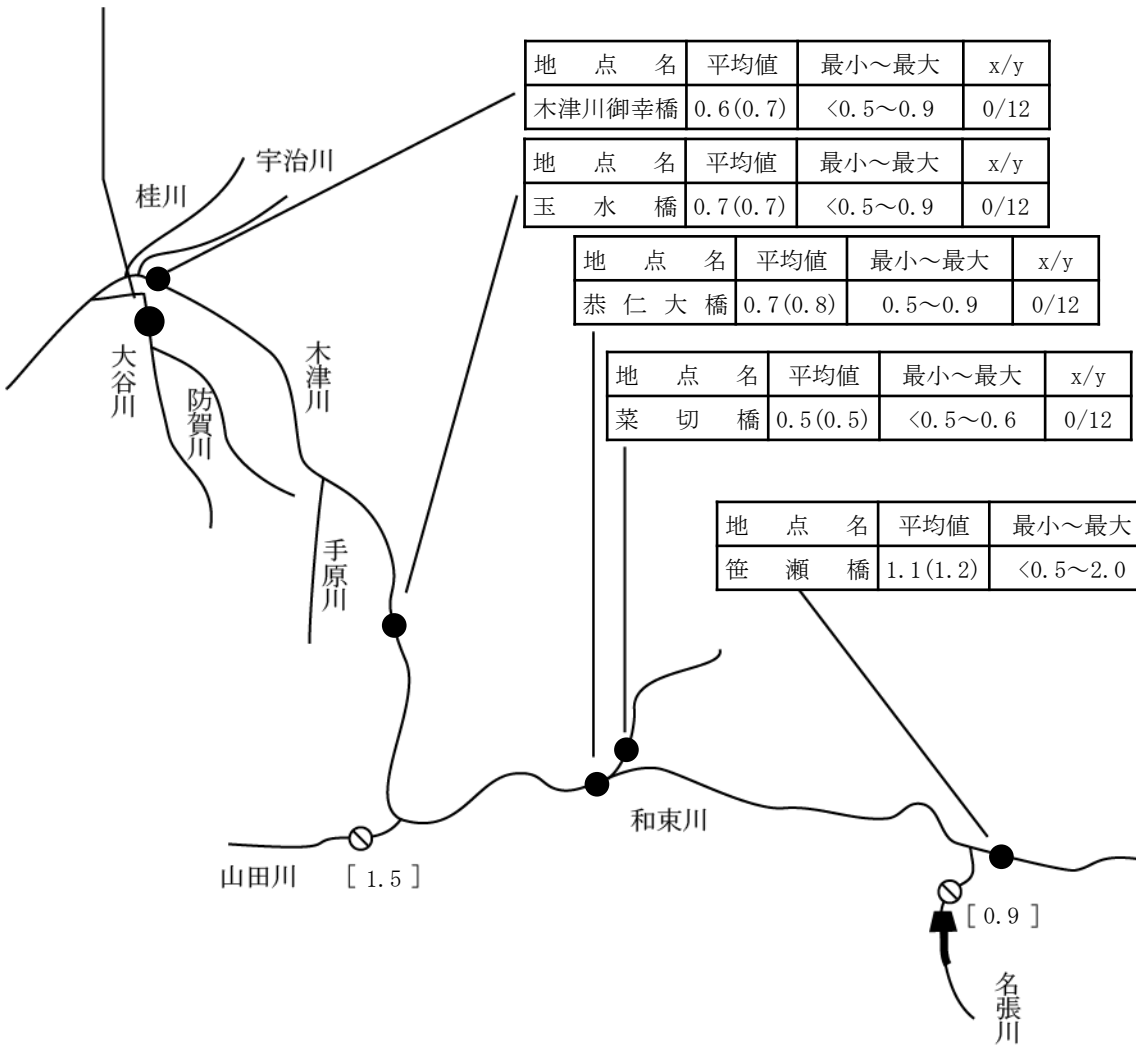 地点名 平均値 最小～最大 x/y
木津川御幸橋 0.6(0.7) <0.5～0.9 0/12
地点名 平均値 最小～最大 x/y
玉水橋 0.7(0.7) <0.5～0.9 0/12
宇治川
桂川
地点名 平均値 最小～最大 x/y
恭仁大橋 0.7(0.8) 0.5～0.9 0/12
大谷川
防賀川
木津川
地点名 平均値 最小～最大 x/y
菜切橋 0.5(0.5) <0.5～0.6 0/12
地点名 平均値 最小～最大
笹瀬橋 1.1(1.2) <0.5～2.0
手原川
和束川
山田川 [1.5]
[0.9]
名張川